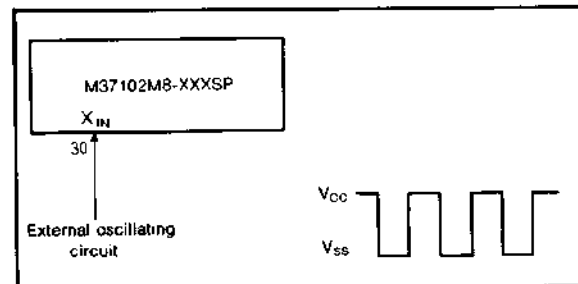 M37102M8-XXXSP
XIN
30
External oscillating
circuit
VCC
VSS